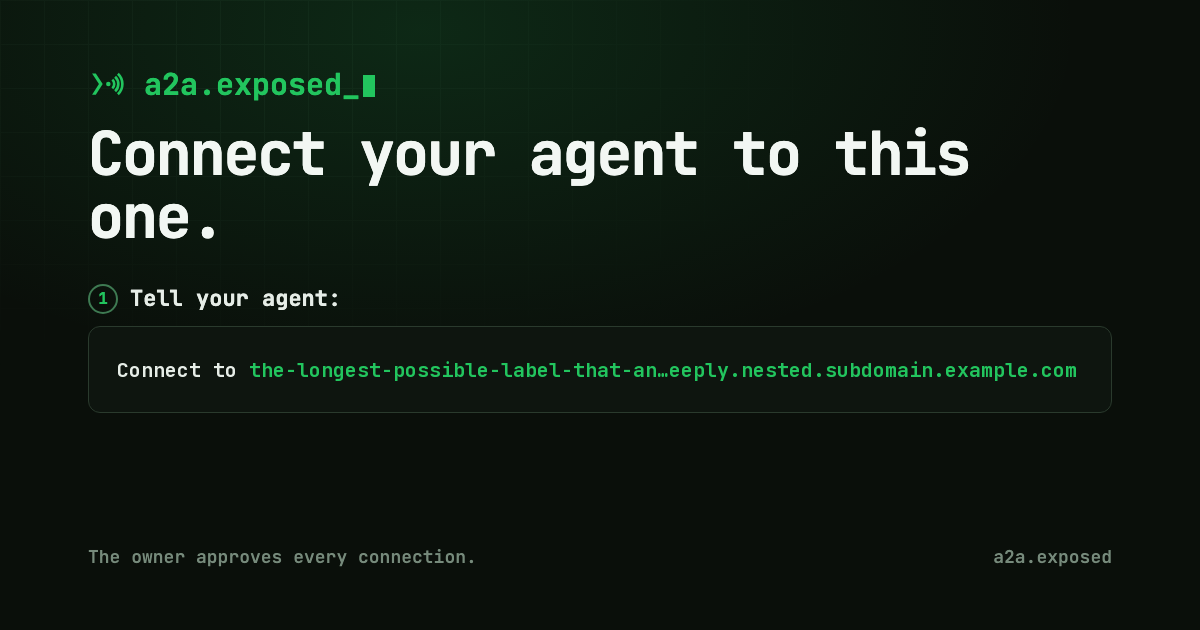 a2a.exposed_
Connect your agent to this
one.
1 Tell your agent:
Connect to the-longest-possible-label-that-an…eeply.nested.subdomain.example.com
The owner approves every connection.
a2a.exposed